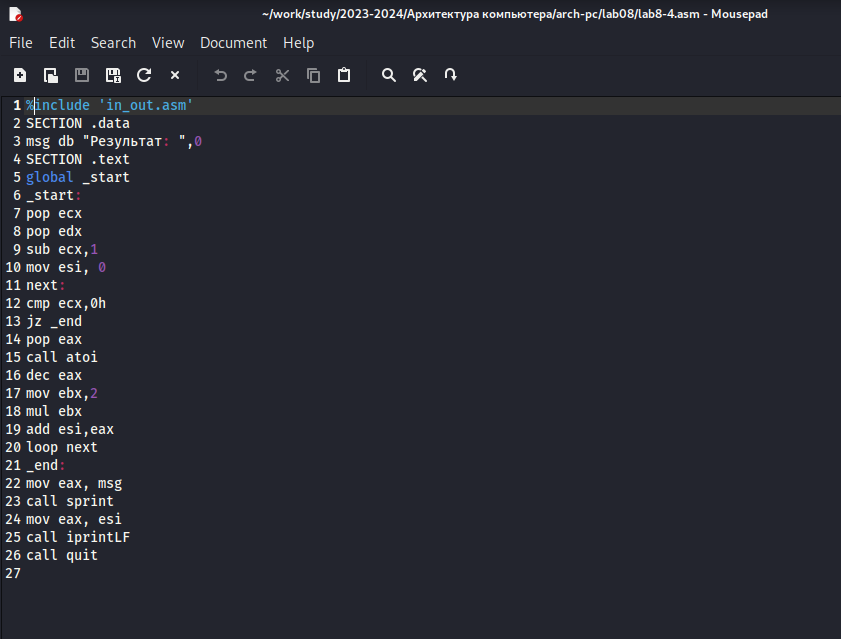 ~/work/study/2023-2024/Архитектура компьютера/arch-pc/lab08/lab8-4.asm - Mousepad
File Edit Search View Document Help
1 %include 'in_out.asm'
2 SECTION .data
3 msg db "Результат: ",0
4 SECTION .text
5 global _start
6 _start:
7 pop ecx
8 pop edx
9 sub ecx,1
10 mov esi, 0
11 next:
12 cmp ecx,0h
13 jz _end
14 pop eax
15 call atoi
16 dec eax
17 mov ebx,2
18 mul ebx
19 add esi,eax
20 loop next
21 _end:
22 mov eax, msg
23 call sprint
24 mov eax, esi
25 call iprintLF
26 call quit
27